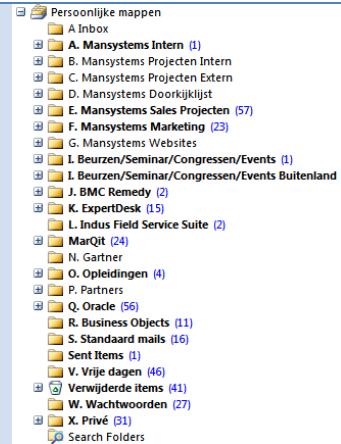 Persoonlijke mappen
A Inbox
A. Mansystems Intern (1)
B. Mansystems Projecten Intern
C. Mansystems Projecten Extern
D. Mansystems Doorkijklijst
E. Mansystems Sales Projecten (57)
F. Mansystems Marketing (23)
G. Mansystems Websites
I. Beurzen/Seminar/Congressen/Events (1)
I. Beurzen/Seminar/Congressen/Events Buitenland
J. BMC Remedy (2)
K. ExpertDesk (15)
L. Indus Field Service Suite (2)
MarQit (24)
N. Gartner
O. Opleidingen (4)
P. Partners
Q. Oracle (56)
R. Business Objects (11)
S. Standaard mails (16)
Sent Items (1)
V. Vrije dagen (46)
Verwijderde items (41)
W. Wachtwoorden (27)
X. Privé (31)
Search Folders